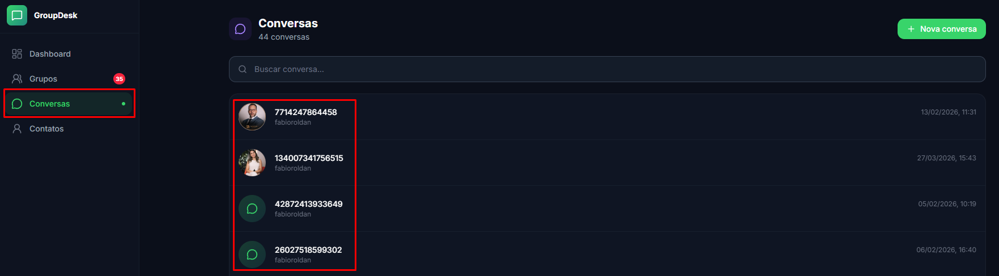 GroupDesk
Dashboard
Grupos
35
Conversas
Contatos
Conversas
44 conversas
Nova conversa
Buscar conversa...
7714247864458
fabioroldan
13/02/2026, 11:31
134007341756515
fabioroldan
27/03/2026, 15:43
42872413933649
fabioroldan
05/02/2026, 10:19
26027518599302
fabioroldan
06/02/2026, 16:40